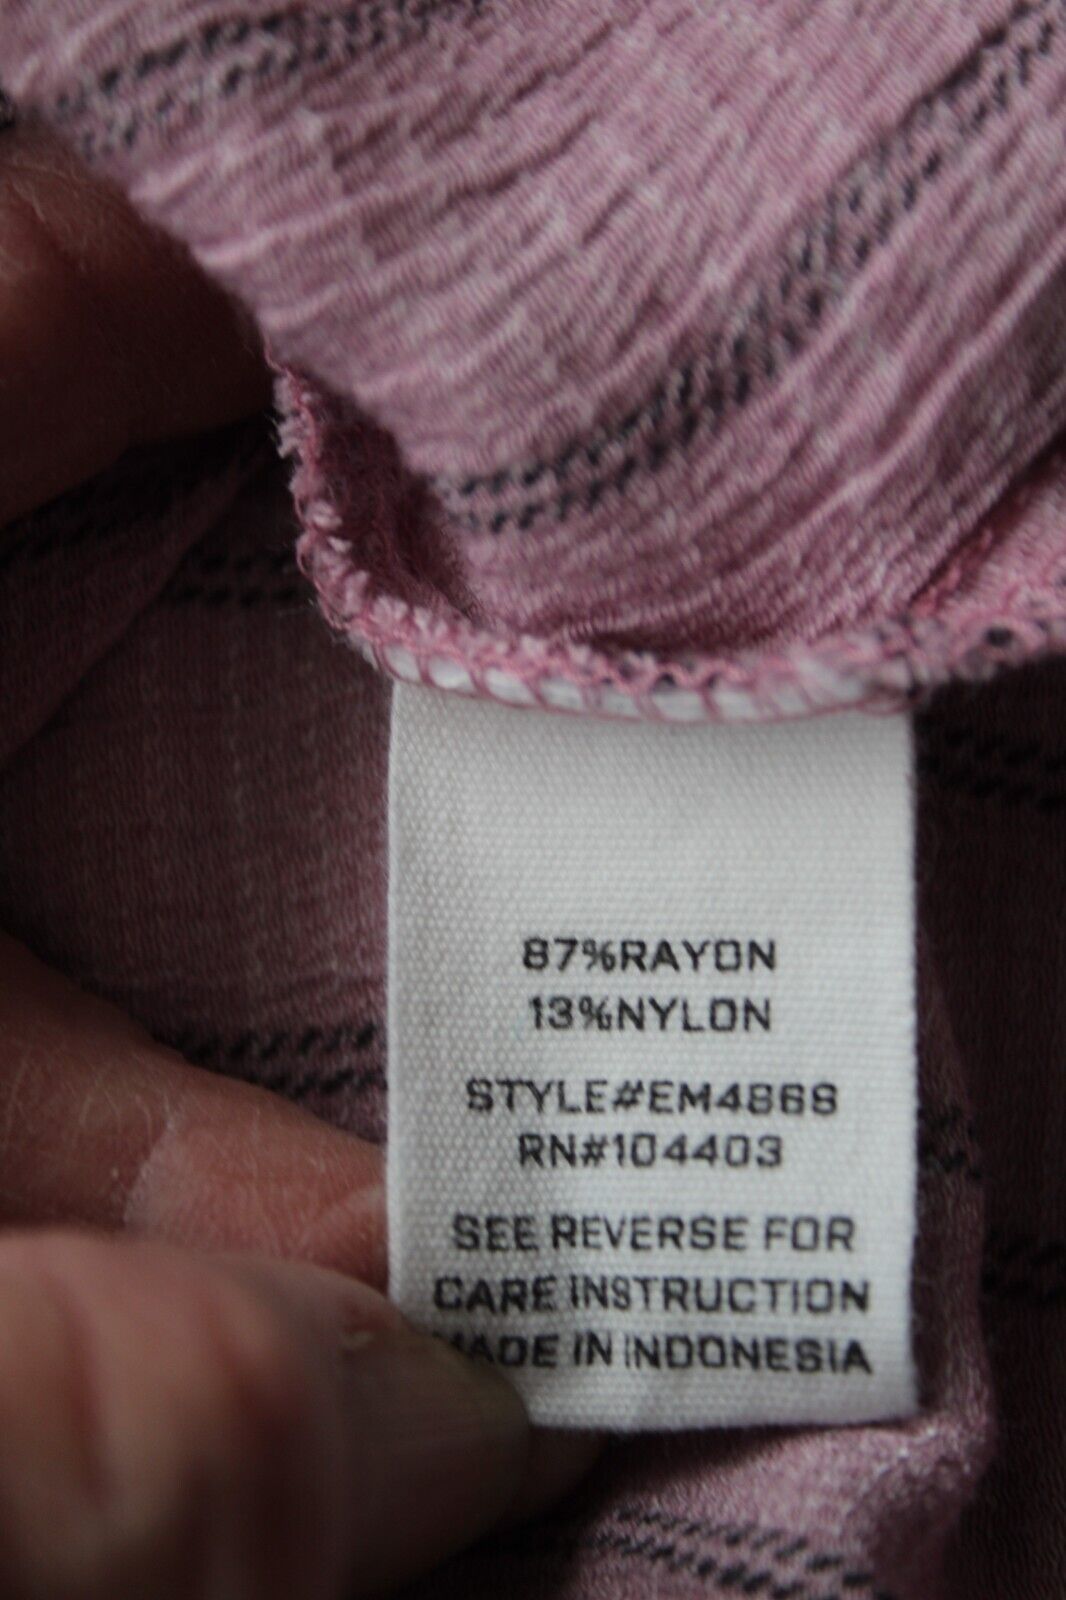 87%RAYON
13%NYLON
STYLE#EM4868
RN#104403
SEE REVERSE FOR
CARE INSTRUCTION
MADE IN INDONESIA